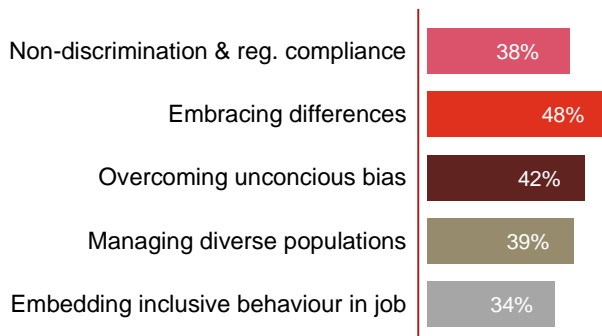 Non-discrimination & reg. compliance 38%
Embracing differences 48%
Overcoming unconcious bias 42%
Managing diverse populations 39%
Embedding inclusive behaviour in job 34%